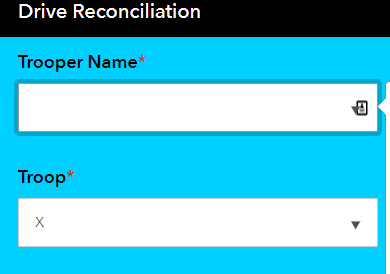 Drive Reconciliation
Trooper Name*
Troop*
X